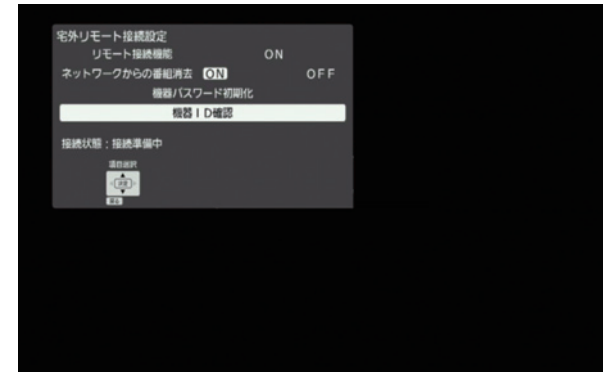 宅外リモート接続設定
リモート接続機能 ON
ネットワークからの番組消去 ON OFF
機器パスワード初期化
機器ID確認
接続状態:接続準備中
項目選択
決定
戻る